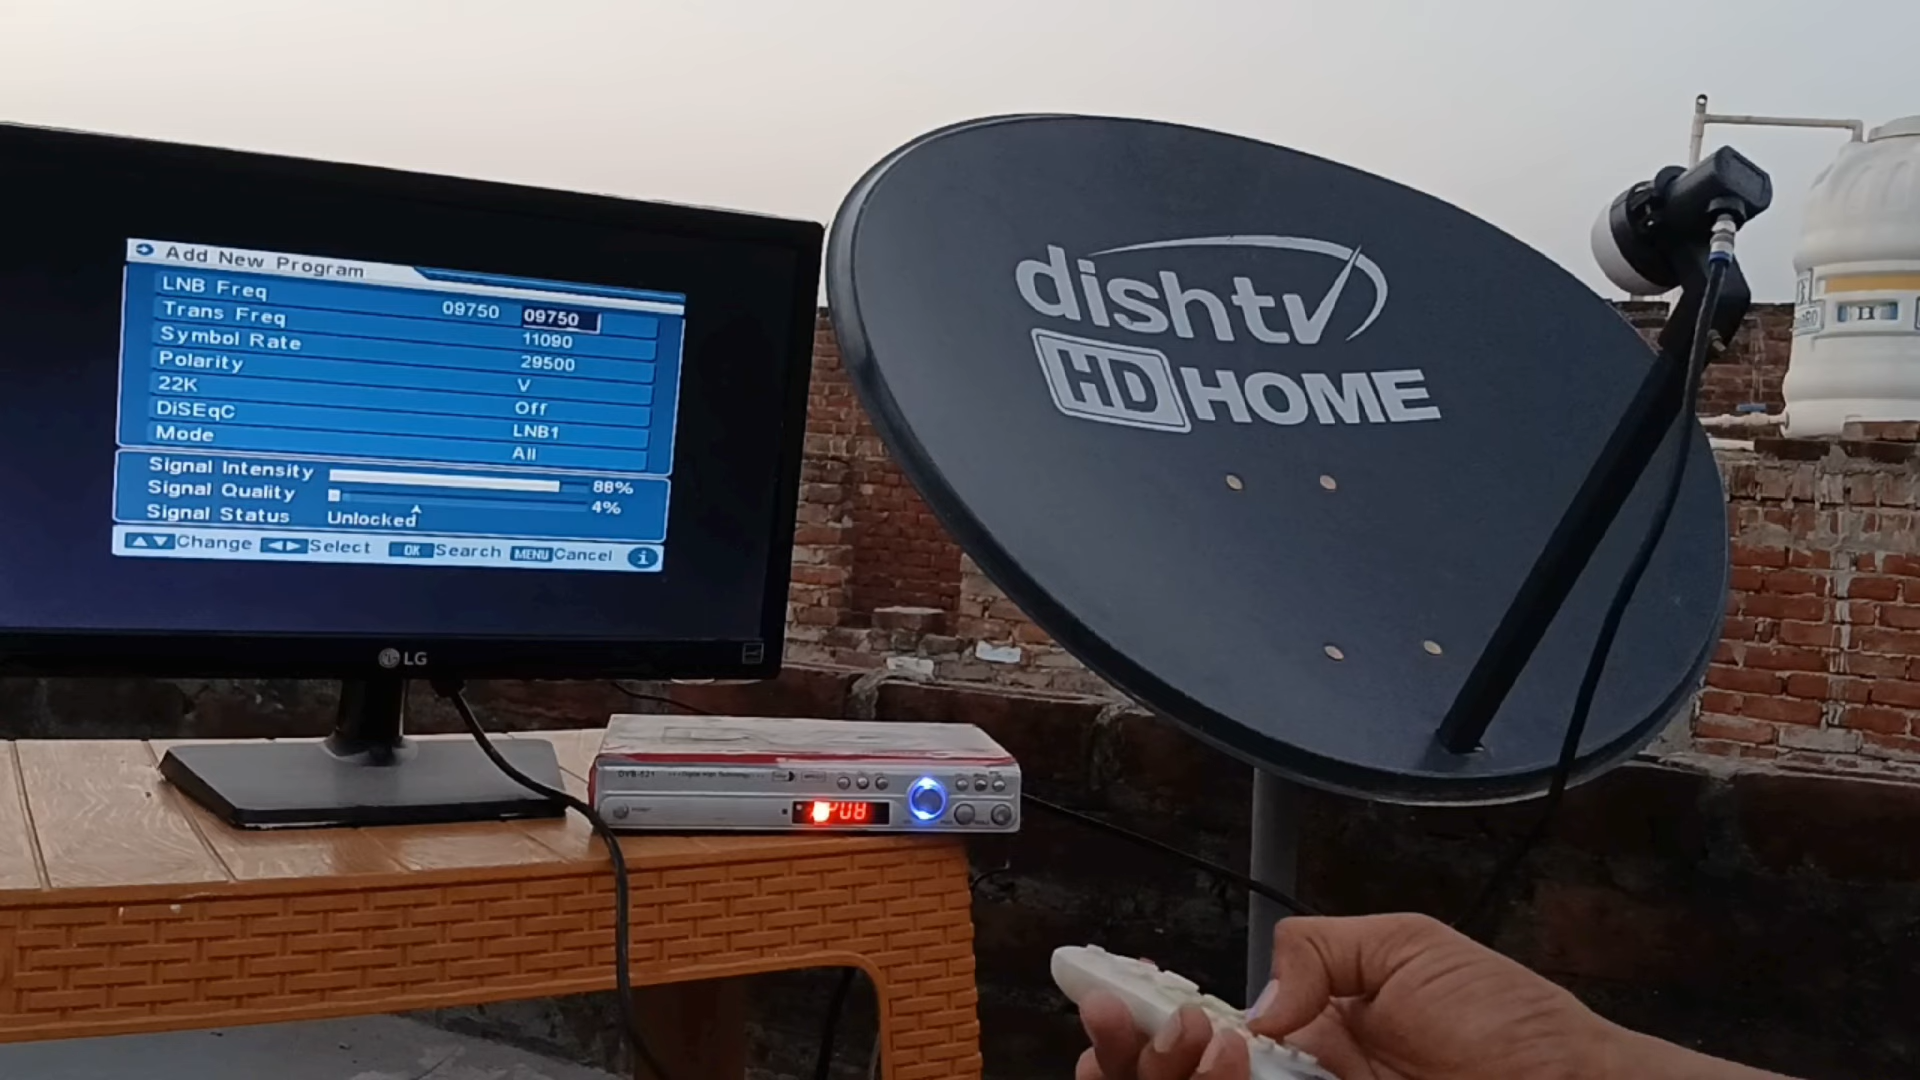 Add New Program
LNB Freq 09750 09750
Trans Freq 11090
Symbol Rate 29500
Polarity V
22K Off
DiSEqC LNB1
Mode All
Signal Intensity 88%
Signal Quality 4%
Signal Status Unlocked
Change Select OK Search MENU Cancel i
LG
dishtv
HD HOME
DVB-521